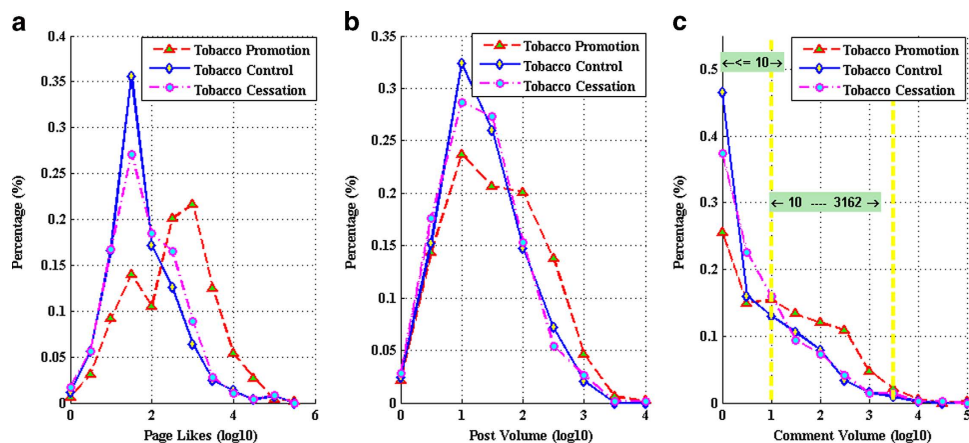 a
Tobacco Promotion
Tobacco Control
Tobacco Cessation
Percentage (%)
0.4
0.35
0.3
0.25
0.2
0.15
0.1
0.05
0
0 2 4 6
Page Likes (log10)
b
Tobacco Promotion
Tobacco Control
Tobacco Cessation
Percentage (%)
0.35
0.3
0.25
0.2
0.15
0.1
0.05
0
0 1 2 3 4
Post Volume (log10)
c
Tobacco Promotion
Tobacco Control
Tobacco Cessation
←<= 10→
←10 ---- 3162→
Percentage (%)
0.5
0.4
0.3
0.2
0.1
0
0 1 2 3 4 5
Comment Volume (log10)